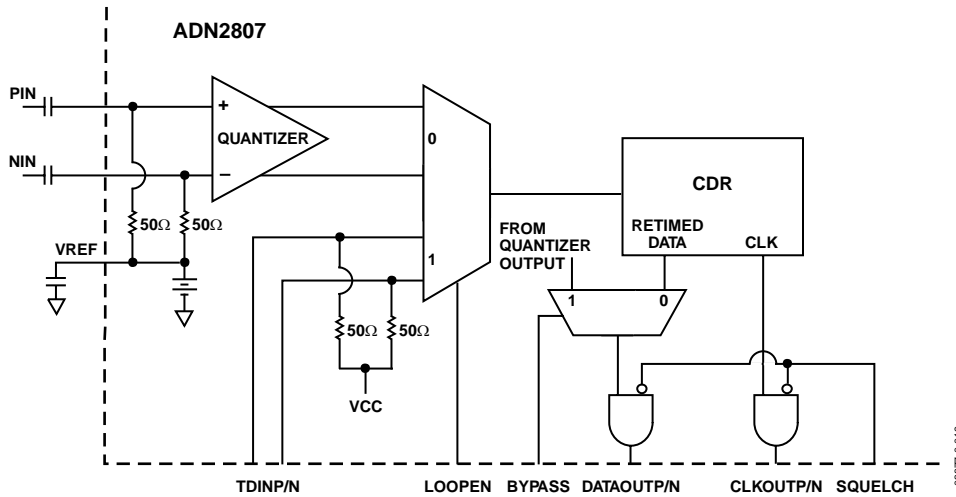 ADN2807
PIN
+
QUANTIZER
NIN
−
0
CDR
50Ω
50Ω
FROM
QUANTIZER
OUTPUT
RETIMED
DATA
CLK
VREF
1
1
0
50Ω
50Ω
VCC
TDINP/N
LOOPEN
BYPASS
DATAOUTP/N
CLKOUTP/N
SQUELCH